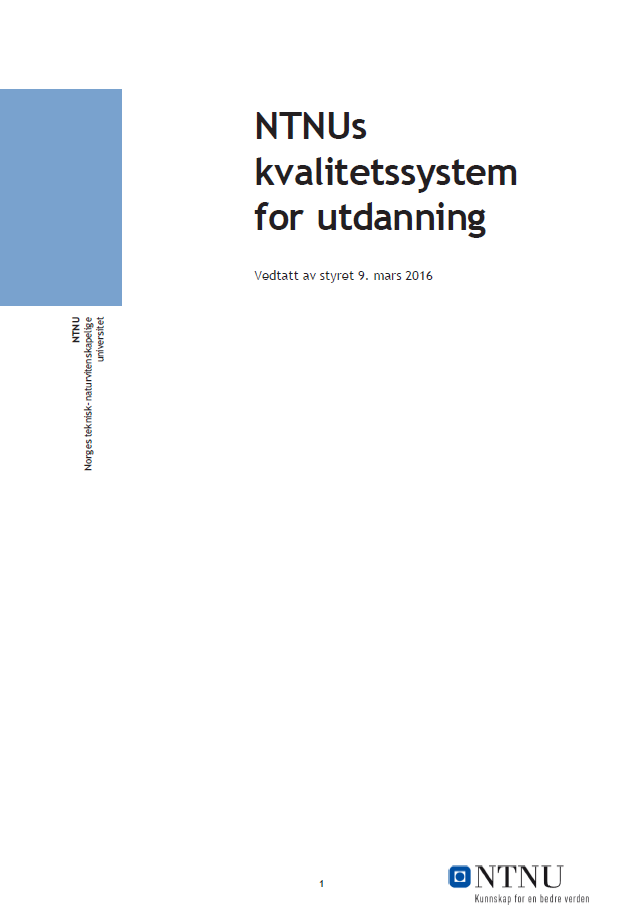 NTNUs
kvalitetssystem
for utdanning
Vedtatt av styret 9. mars 2016
NTNU
Norges teknisk-naturvitenskapelige
universitet
1
NTNU
Kunnskap for en bedre verden